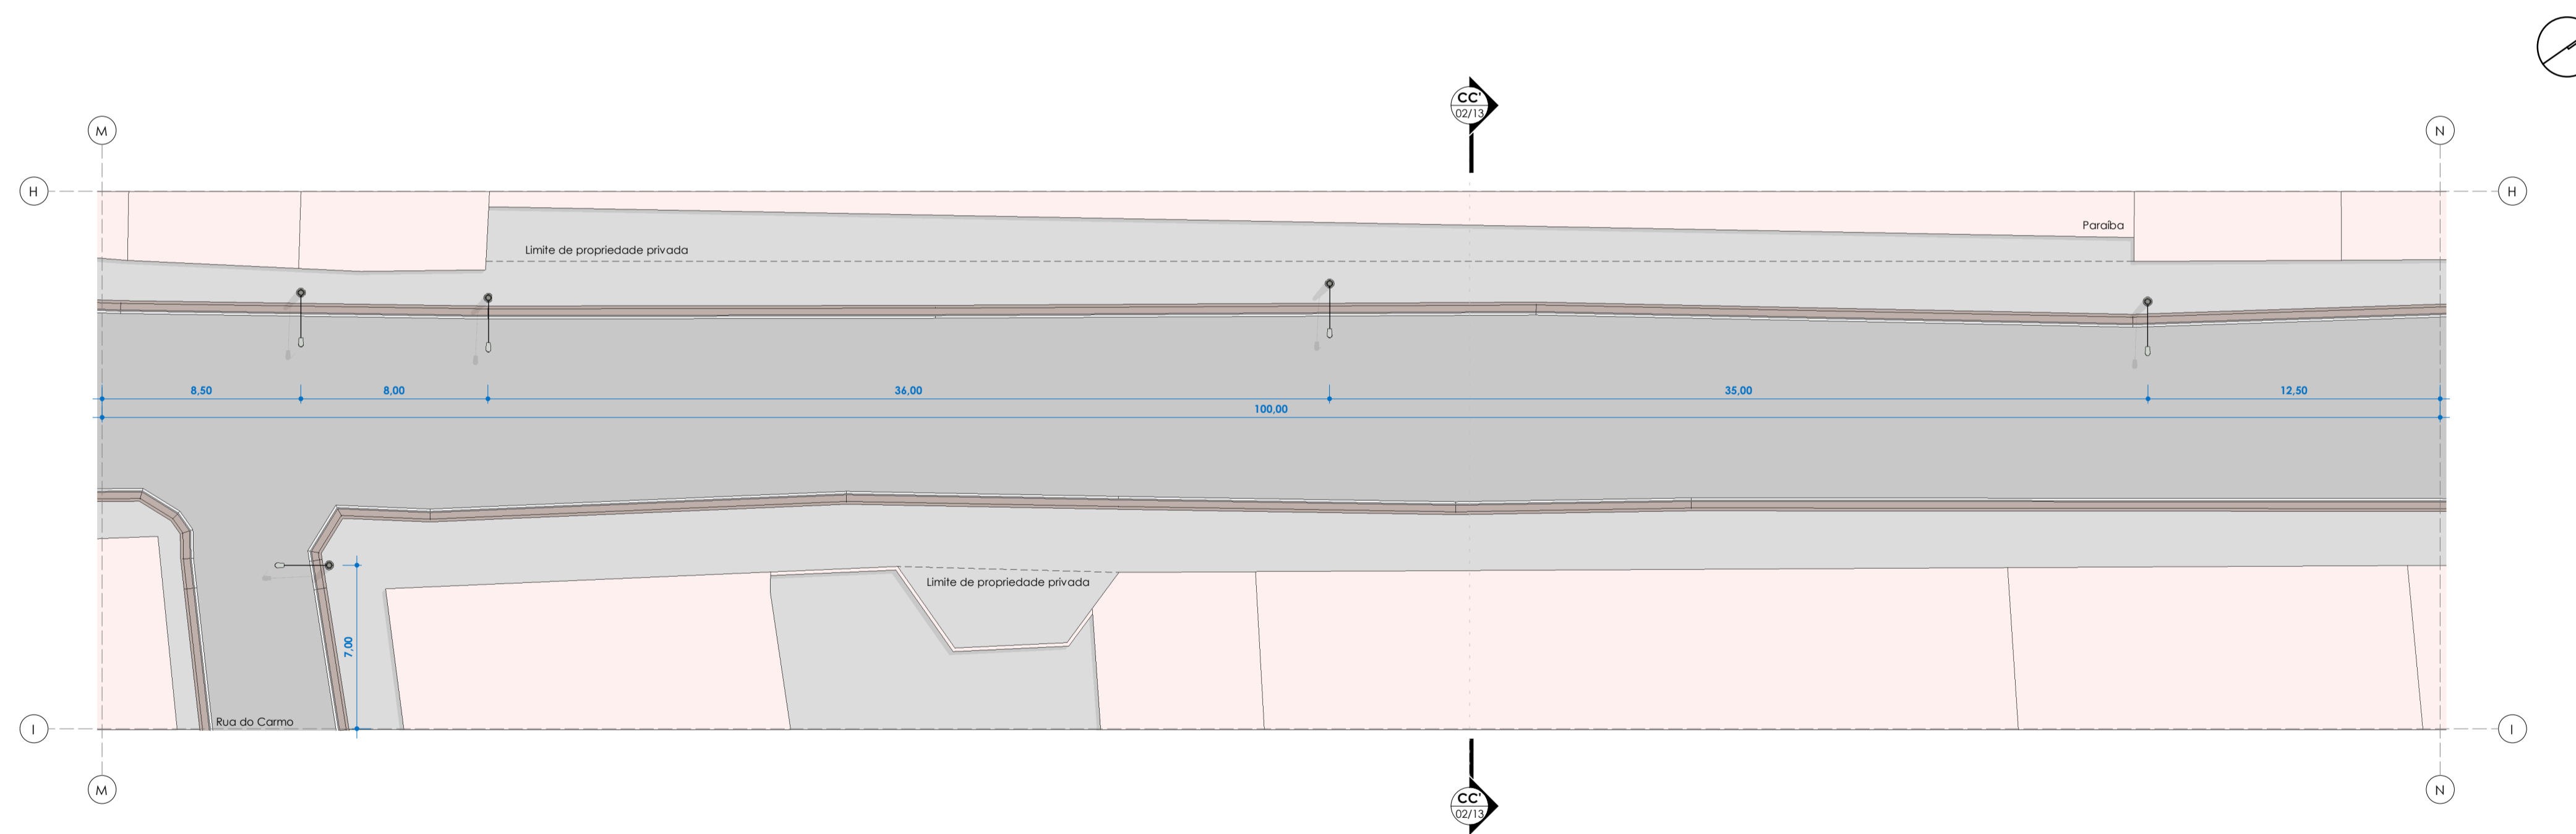 CC'
02/13
M
N
H
H
Paraíba
Limite de propriedade privada
8,50
8,00
36,00
35,00
12,50
100,00
Limite de propriedade privada
7,00
Rua do Carmo
I
I
M
N
CC'
02/13